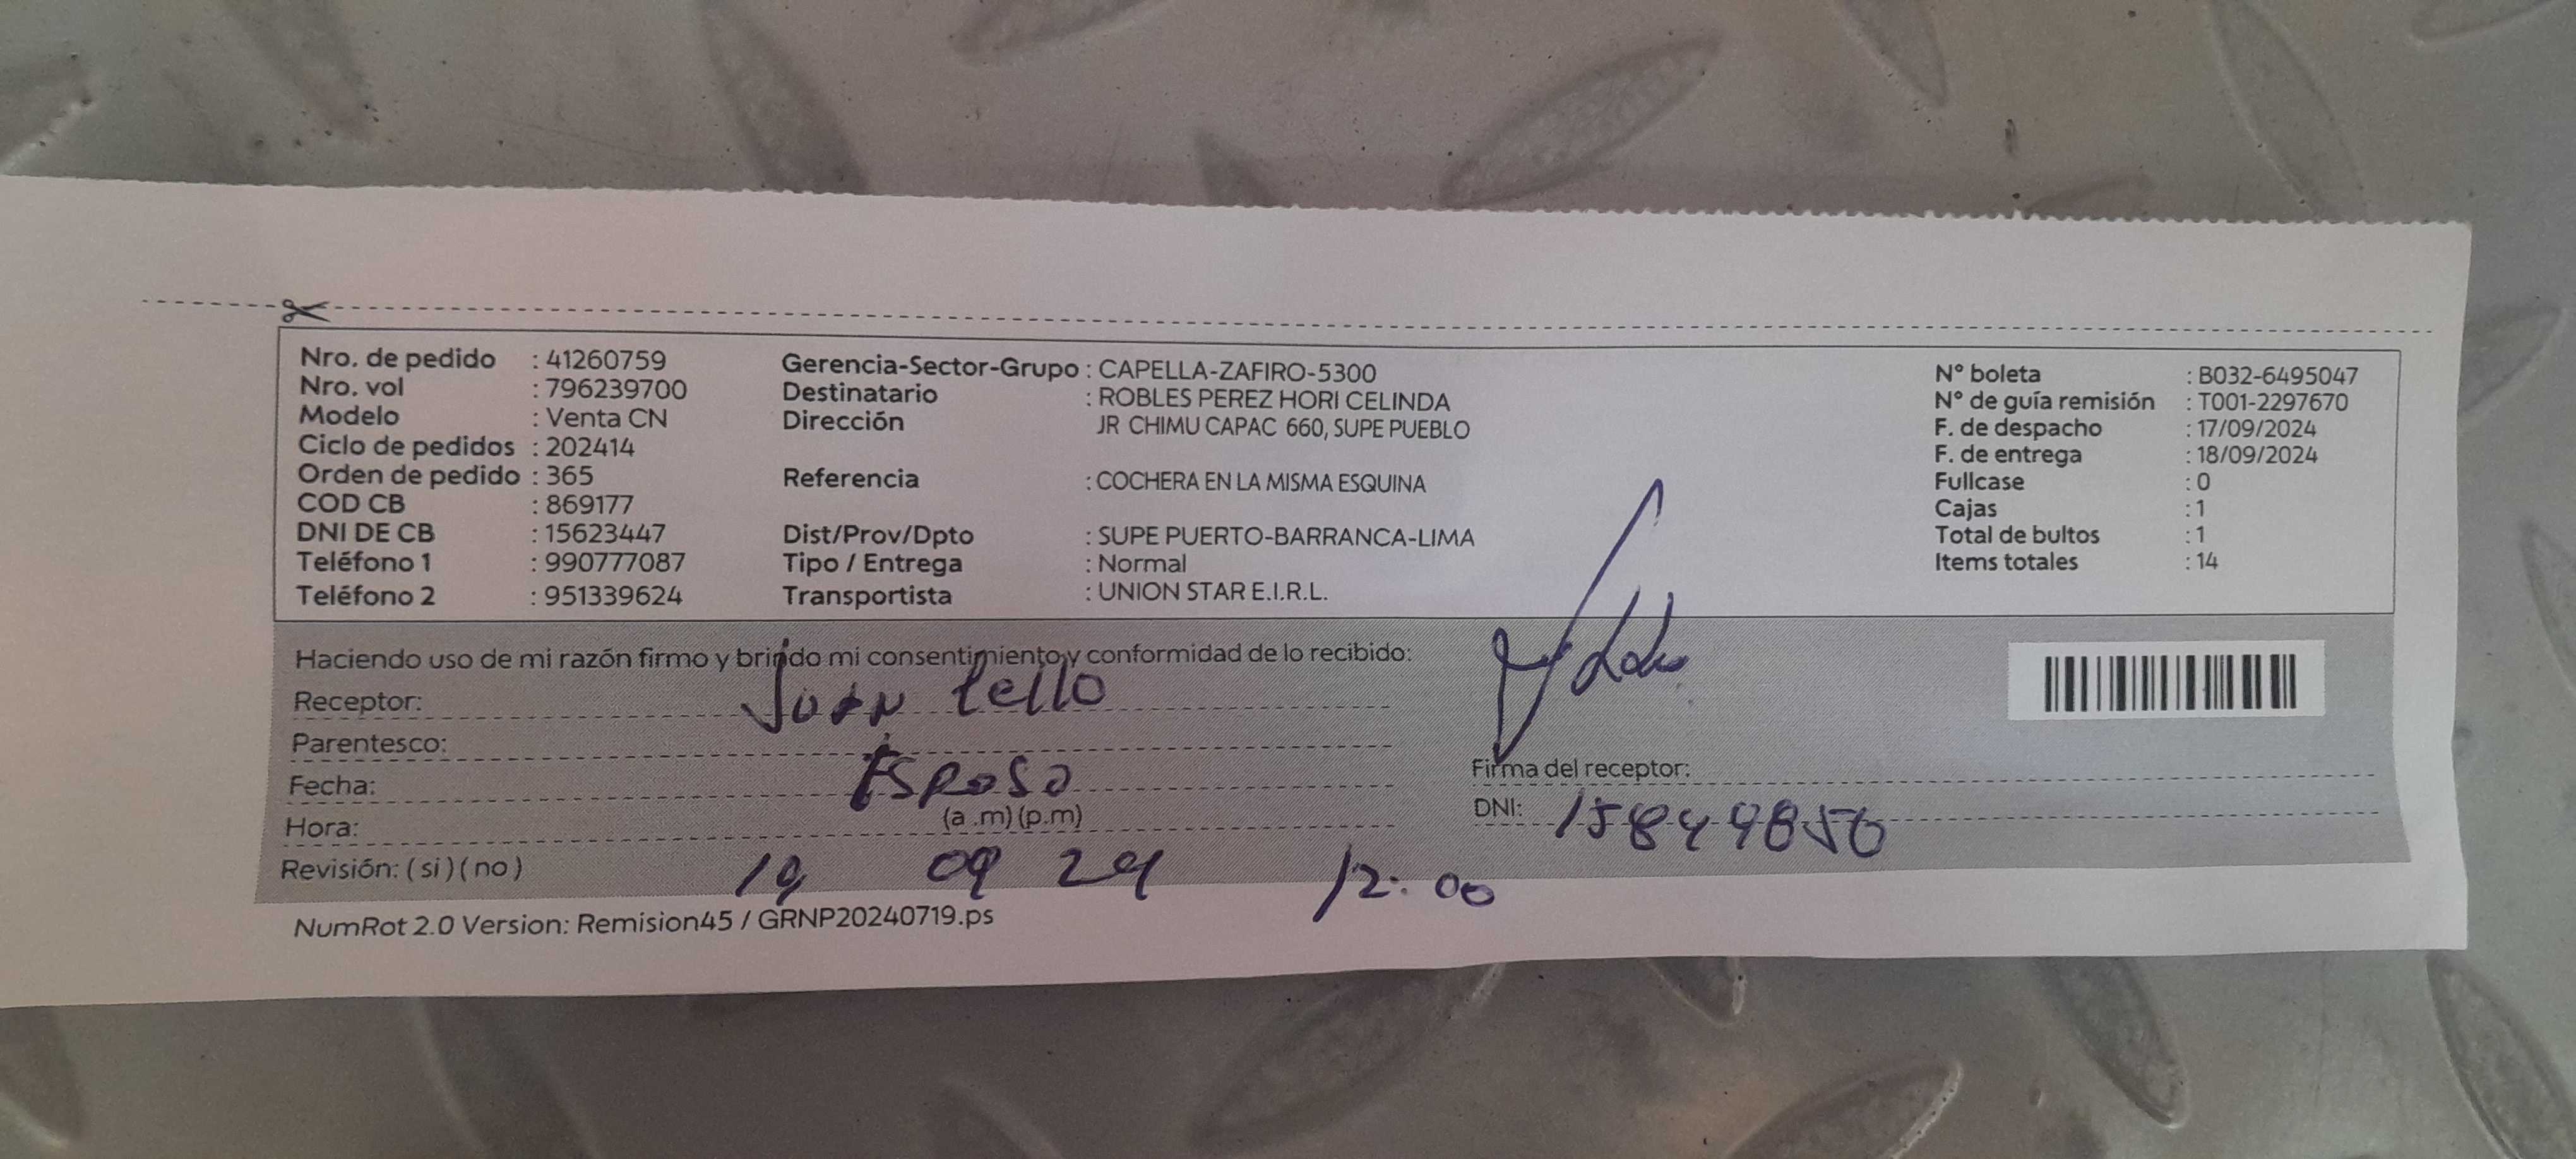 Nro. de pedido : 41260759
Nro. vol : 796239700
Modelo : Venta CN
Ciclo de pedidos : 202414
Orden de pedido : 365
COD CB : 869177
DNI DE CB : 15623447
Teléfono 1 : 990777087
Teléfono 2 : 951339624
Gerencia-Sector-Grupo : CAPELLA-ZAFIRO-5300
Destinatario : ROBLES PEREZ HORI CELINDA
Dirección JR CHIMU CAPAC 660, SUPE PUEBLO
Referencia : COCHERA EN LA MISMA ESQUINA
Dist/Prov/Dpto : SUPE PUERTO-BARRANCA-LIMA
Tipo / Entrega : Normal
Transportista : UNION STAR E.I.R.L.
N° boleta : B032-6495047
N° de guía remisión : T001-2297670
F. de despacho : 17/09/2024
F. de entrega : 18/09/2024
Fullcase : 0
Cajas : 1
Total de bultos : 1
Items totales : 14
Haciendo uso de mi razón firmo y brindo mi consentimiento y conformidad de lo recibido:
Receptor: Juan Tello
Parentesco:
Fecha: Esposo
Hora: (a .m) (p.m)
Revisión: ( si ) ( no ) 19 09 24 12:00
Firma del receptor:
DNI:
NumRot 2.0 Version: Remision45 / GRNP20240719.ps